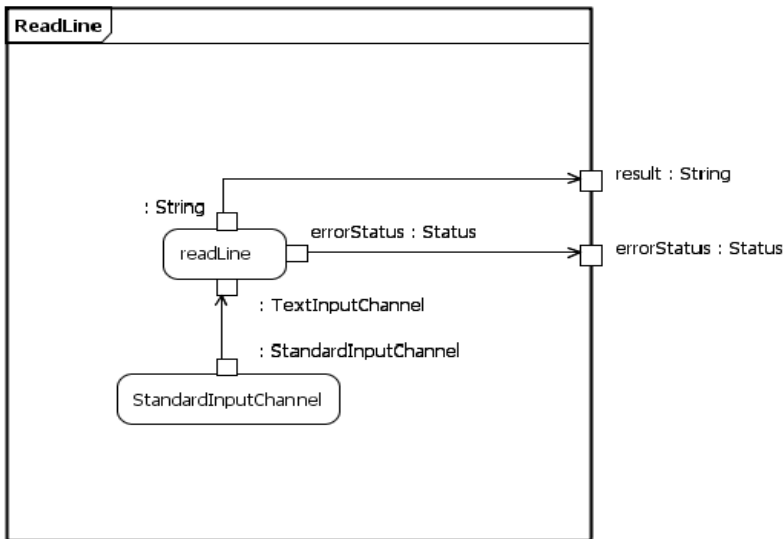 ReadLine
result : String
: String
errorStatus : Status
errorStatus : Status
readLine
: TextInputChannel
: StandardInputChannel
StandardInputChannel